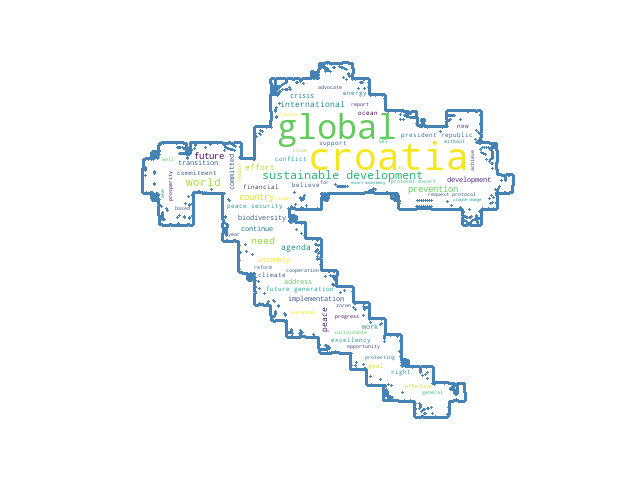 advocate
crisis
energy
international
report
ocean
global
new
president republic
support
without
croatia
achieve
future
well
transition
committed
effort
conflict
commitment
sustainable development
world
financial
believe
far
escort excellency
protocol escort
development
prevention
prosperity
request protocol
country
climate change
based
peace security
biodiversity
continue
year
need
agenda
assembly
reform
cooperation
climate
address
future generation
implementation
zoran
european
peace
progress
work
sustainable
excellency
opportunity
protecting
goal
right
effective
general